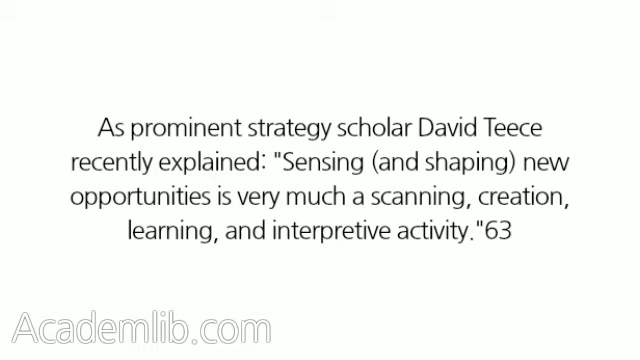 As prominent strategy scholar David Teece
recently explained: "Sensing (and shaping) new
opportunities is very much a scanning, creation,
learning, and interpretive activity."63
Academlib.com